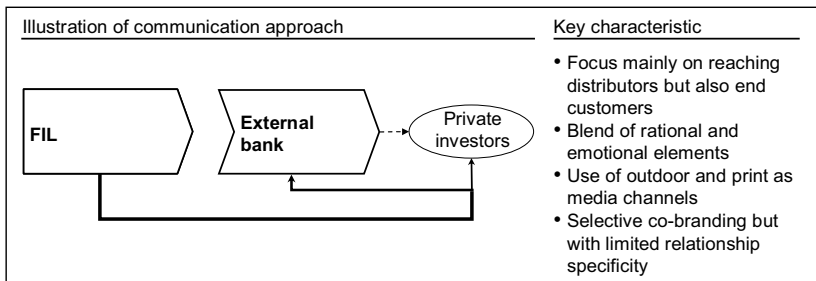 Illustration of communication approach
Key characteristic
FIL
External
bank
Private
investors
• Focus mainly on reaching
distributors but also end
customers
• Blend of rational and
emotional elements
• Use of outdoor and print as
media channels
• Selective co-branding but
with limited relationship
specificity